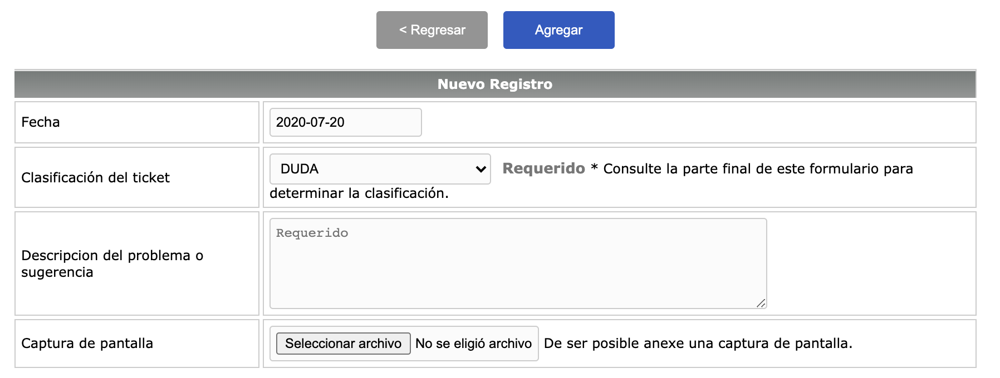 < Regresar
Agregar
Nuevo Registro
Fecha
2020-07-20
Clasificación del ticket
DUDA
Requerido * Consulte la parte final de este formulario para
determinar la clasificación.
Descripcion del problema o
sugerencia
Requerido
Captura de pantalla
Seleccionar archivo No se eligió archivo De ser posible anexe una captura de pantalla.